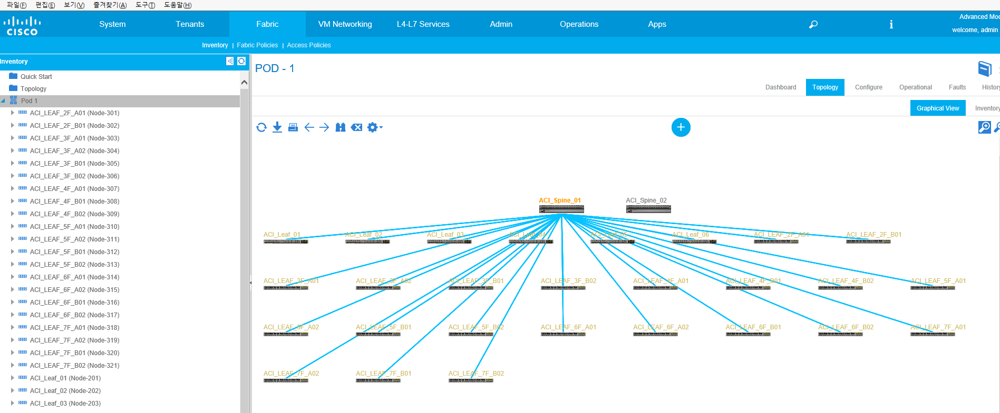 파일(F) 편집(E) 보기(V) 즐겨찾기(A) 도구(T) 도움말(H)
CISCO
System Tenants Fabric VM Networking L4-L7 Services Admin Operations Apps
i
Advanced Mod
welcome, admin
Inventory | Fabric Policies | Access Policies
Inventory
Quick Start
Topology
Pod 1
ACI_LEAF_2F_A01 (Node-301)
ACI_LEAF_2F_B01 (Node-302)
ACI_LEAF_3F_A01 (Node-303)
ACI_LEAF_3F_A02 (Node-304)
ACI_LEAF_3F_B01 (Node-305)
ACI_LEAF_3F_B02 (Node-306)
ACI_LEAF_4F_A01 (Node-307)
ACI_LEAF_4F_B01 (Node-308)
ACI_LEAF_4F_B02 (Node-309)
ACI_LEAF_5F_A01 (Node-310)
ACI_LEAF_5F_A02 (Node-311)
ACI_LEAF_5F_B01 (Node-312)
ACI_LEAF_5F_B02 (Node-313)
ACI_LEAF_6F_A01 (Node-314)
ACI_LEAF_6F_A02 (Node-315)
ACI_LEAF_6F_B01 (Node-316)
ACI_LEAF_6F_B02 (Node-317)
ACI_LEAF_7F_A01 (Node-318)
ACI_LEAF_7F_A02 (Node-319)
ACI_LEAF_7F_B01 (Node-320)
ACI_LEAF_7F_B02 (Node-321)
ACI_Leaf_01 (Node-201)
ACI_Leaf_02 (Node-202)
ACI_Leaf_03 (Node-203)
POD - 1
Dashboard Topology Configure Operational Faults History
Graphical View Inventory
ACI_Spine_01 ACI_Spine_02
ACI_Leaf_01 ACI_Leaf_02 ACI_Leaf_03 ACI_Leaf_04 ACI_Leaf_05 ACI_Leaf_06 ACI_LEAF_2F_A01 ACI_LEAF_2F_B01
ACI_LEAF_3F_A01 ACI_LEAF_3F_A02 ACI_LEAF_3F_B01 ACI_LEAF_3F_B02 ACI_LEAF_4F_A01 ACI_LEAF_4F_B01 ACI_LEAF_4F_B02 ACI_LEAF_5F_A01
ACI_LEAF_5F_A02 ACI_LEAF_5F_B01 ACI_LEAF_5F_B02 ACI_LEAF_6F_A01 ACI_LEAF_6F_A02 ACI_LEAF_6F_B01 ACI_LEAF_6F_B02 ACI_LEAF_7F_A01
ACI_LEAF_7F_A02 ACI_LEAF_7F_B01 ACI_LEAF_7F_B02